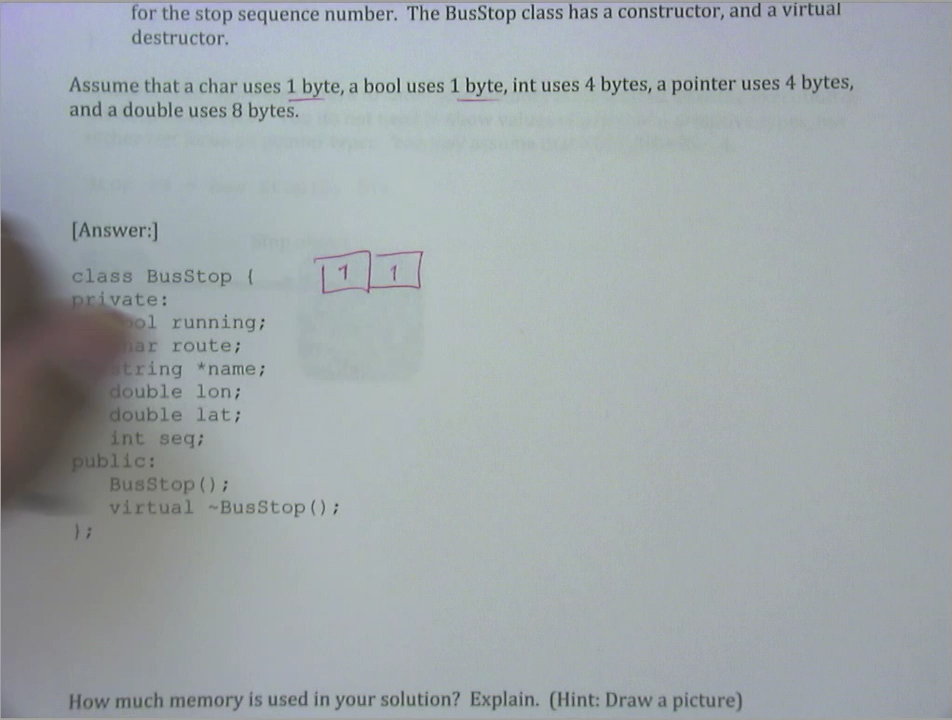 for the stop sequence number. The BusStop class has a constructor, and a virtual
destructor.
Assume that a char uses 1 byte, a bool uses 1 byte, int uses 4 bytes, a pointer uses 4 bytes,
and a double uses 8 bytes.
[Answer:]
class BusStop {
1 1
private:
running;
route;
string *name;
double lon;
double lat;
int seq;
public:
BusStop();
virtual ~BusStop();
};
How much memory is used in your solution? Explain. (Hint: Draw a picture)